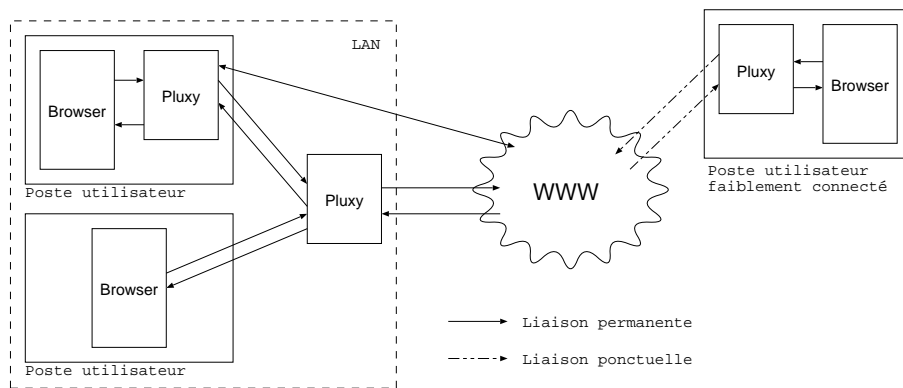 LAN
Browser
Pluxy
Poste utilisateur
Browser
Poste utilisateur
Pluxy
WWW
Pluxy
Browser
Poste utilisateur
faiblement connecté
Liaison permanente
Liaison ponctuelle